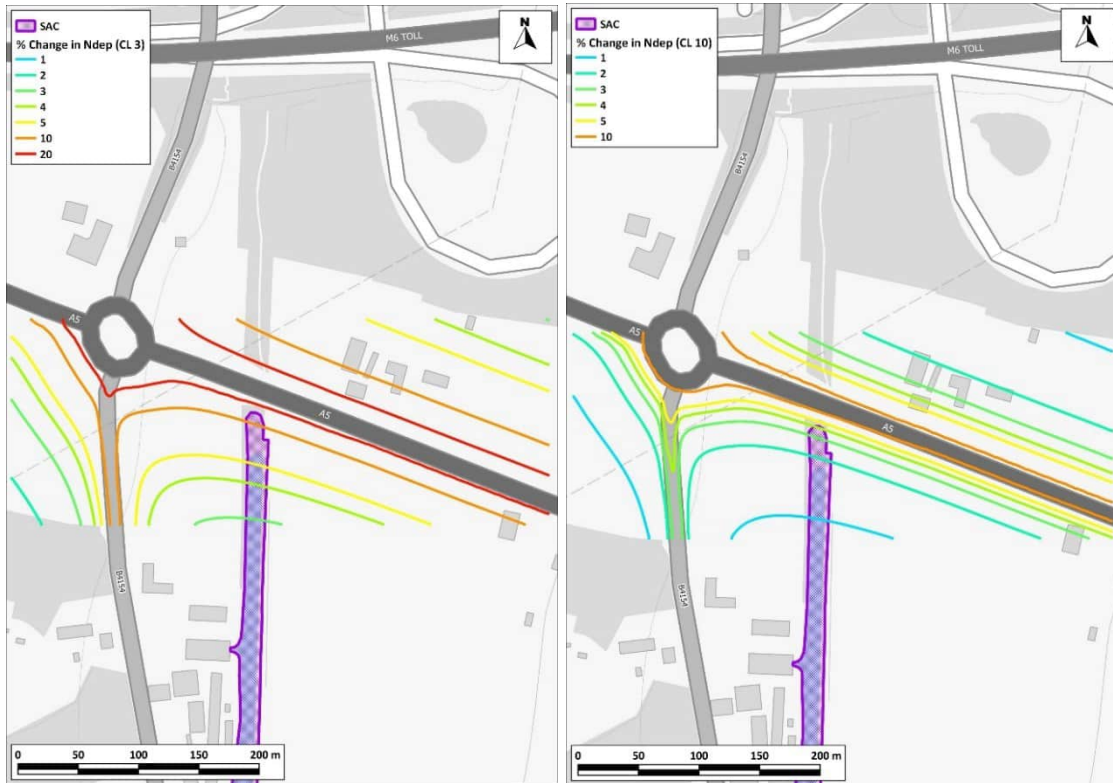 SAC
% Change in Ndep (CL 3)
1
2
3
4
5
10
20
N
M6 TOLL
B4154
A5
A5
B4154
0 50 100 150 200 m
SAC
% Change in Ndep (CL 10)
1
2
3
4
5
10
N
M6 TOLL
B4154
A5
A5
B4154
0 50 100 150 200 m